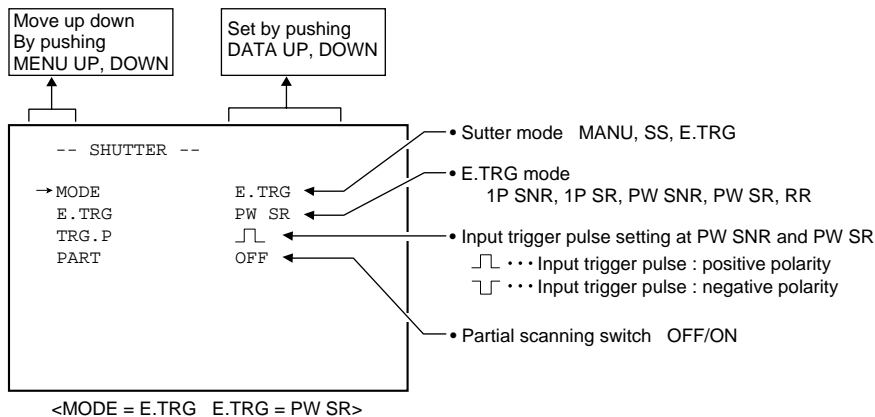 Move up down
By pushing
MENU UP, DOWN
Set by pushing
DATA UP, DOWN
-- SHUTTER --
→MODE E.TRG
E.TRG PW SR
TRG.P
PART OFF
• Sutter mode MANU, SS, E.TRG
• E.TRG mode
1P SNR, 1P SR, PW SNR, PW SR, RR
• Input trigger pulse setting at PW SNR and PW SR
··· Input trigger pulse : positive polarity
··· Input trigger pulse : negative polarity
• Partial scanning switch OFF/ON
<MODE = E.TRG E.TRG = PW SR>